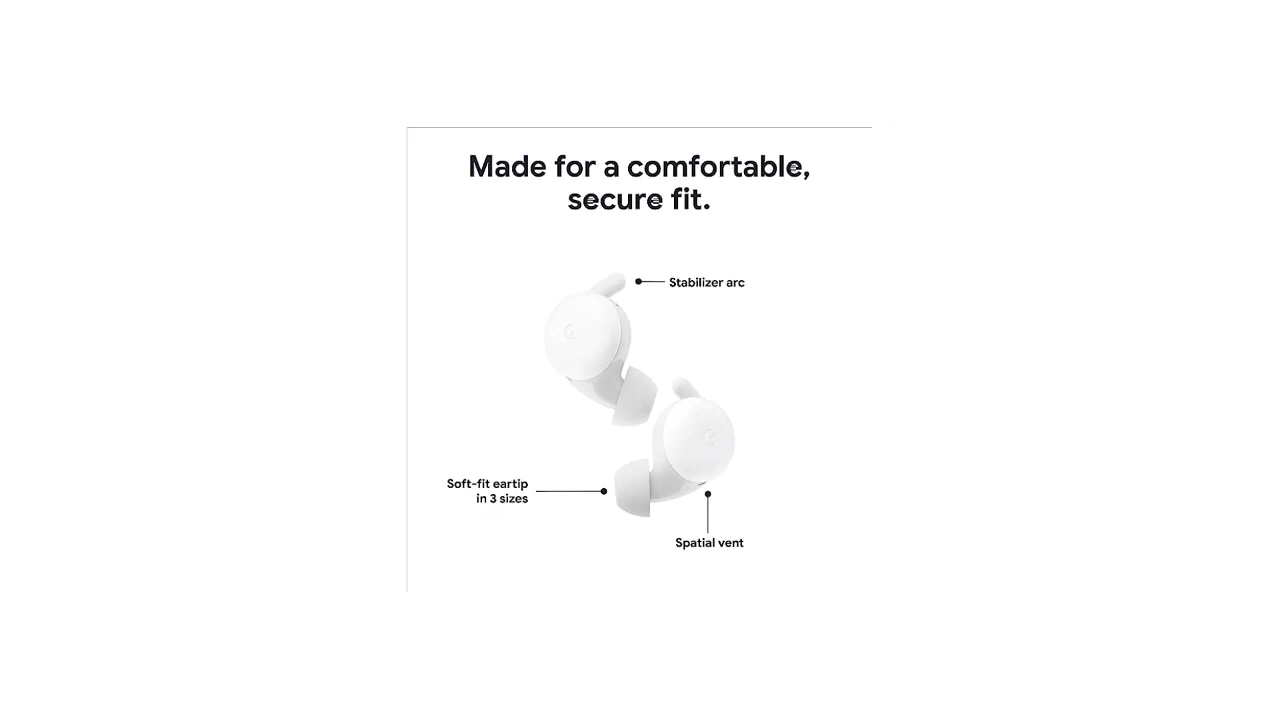 Made for a comfortable,
secure fit.
Stabilizer arc
Soft-fit eartip
in 3 sizes
Spatial vent